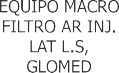 EQUIPO MACRO
FILTRO AR INJ.
LAT L.S,
GLOMED